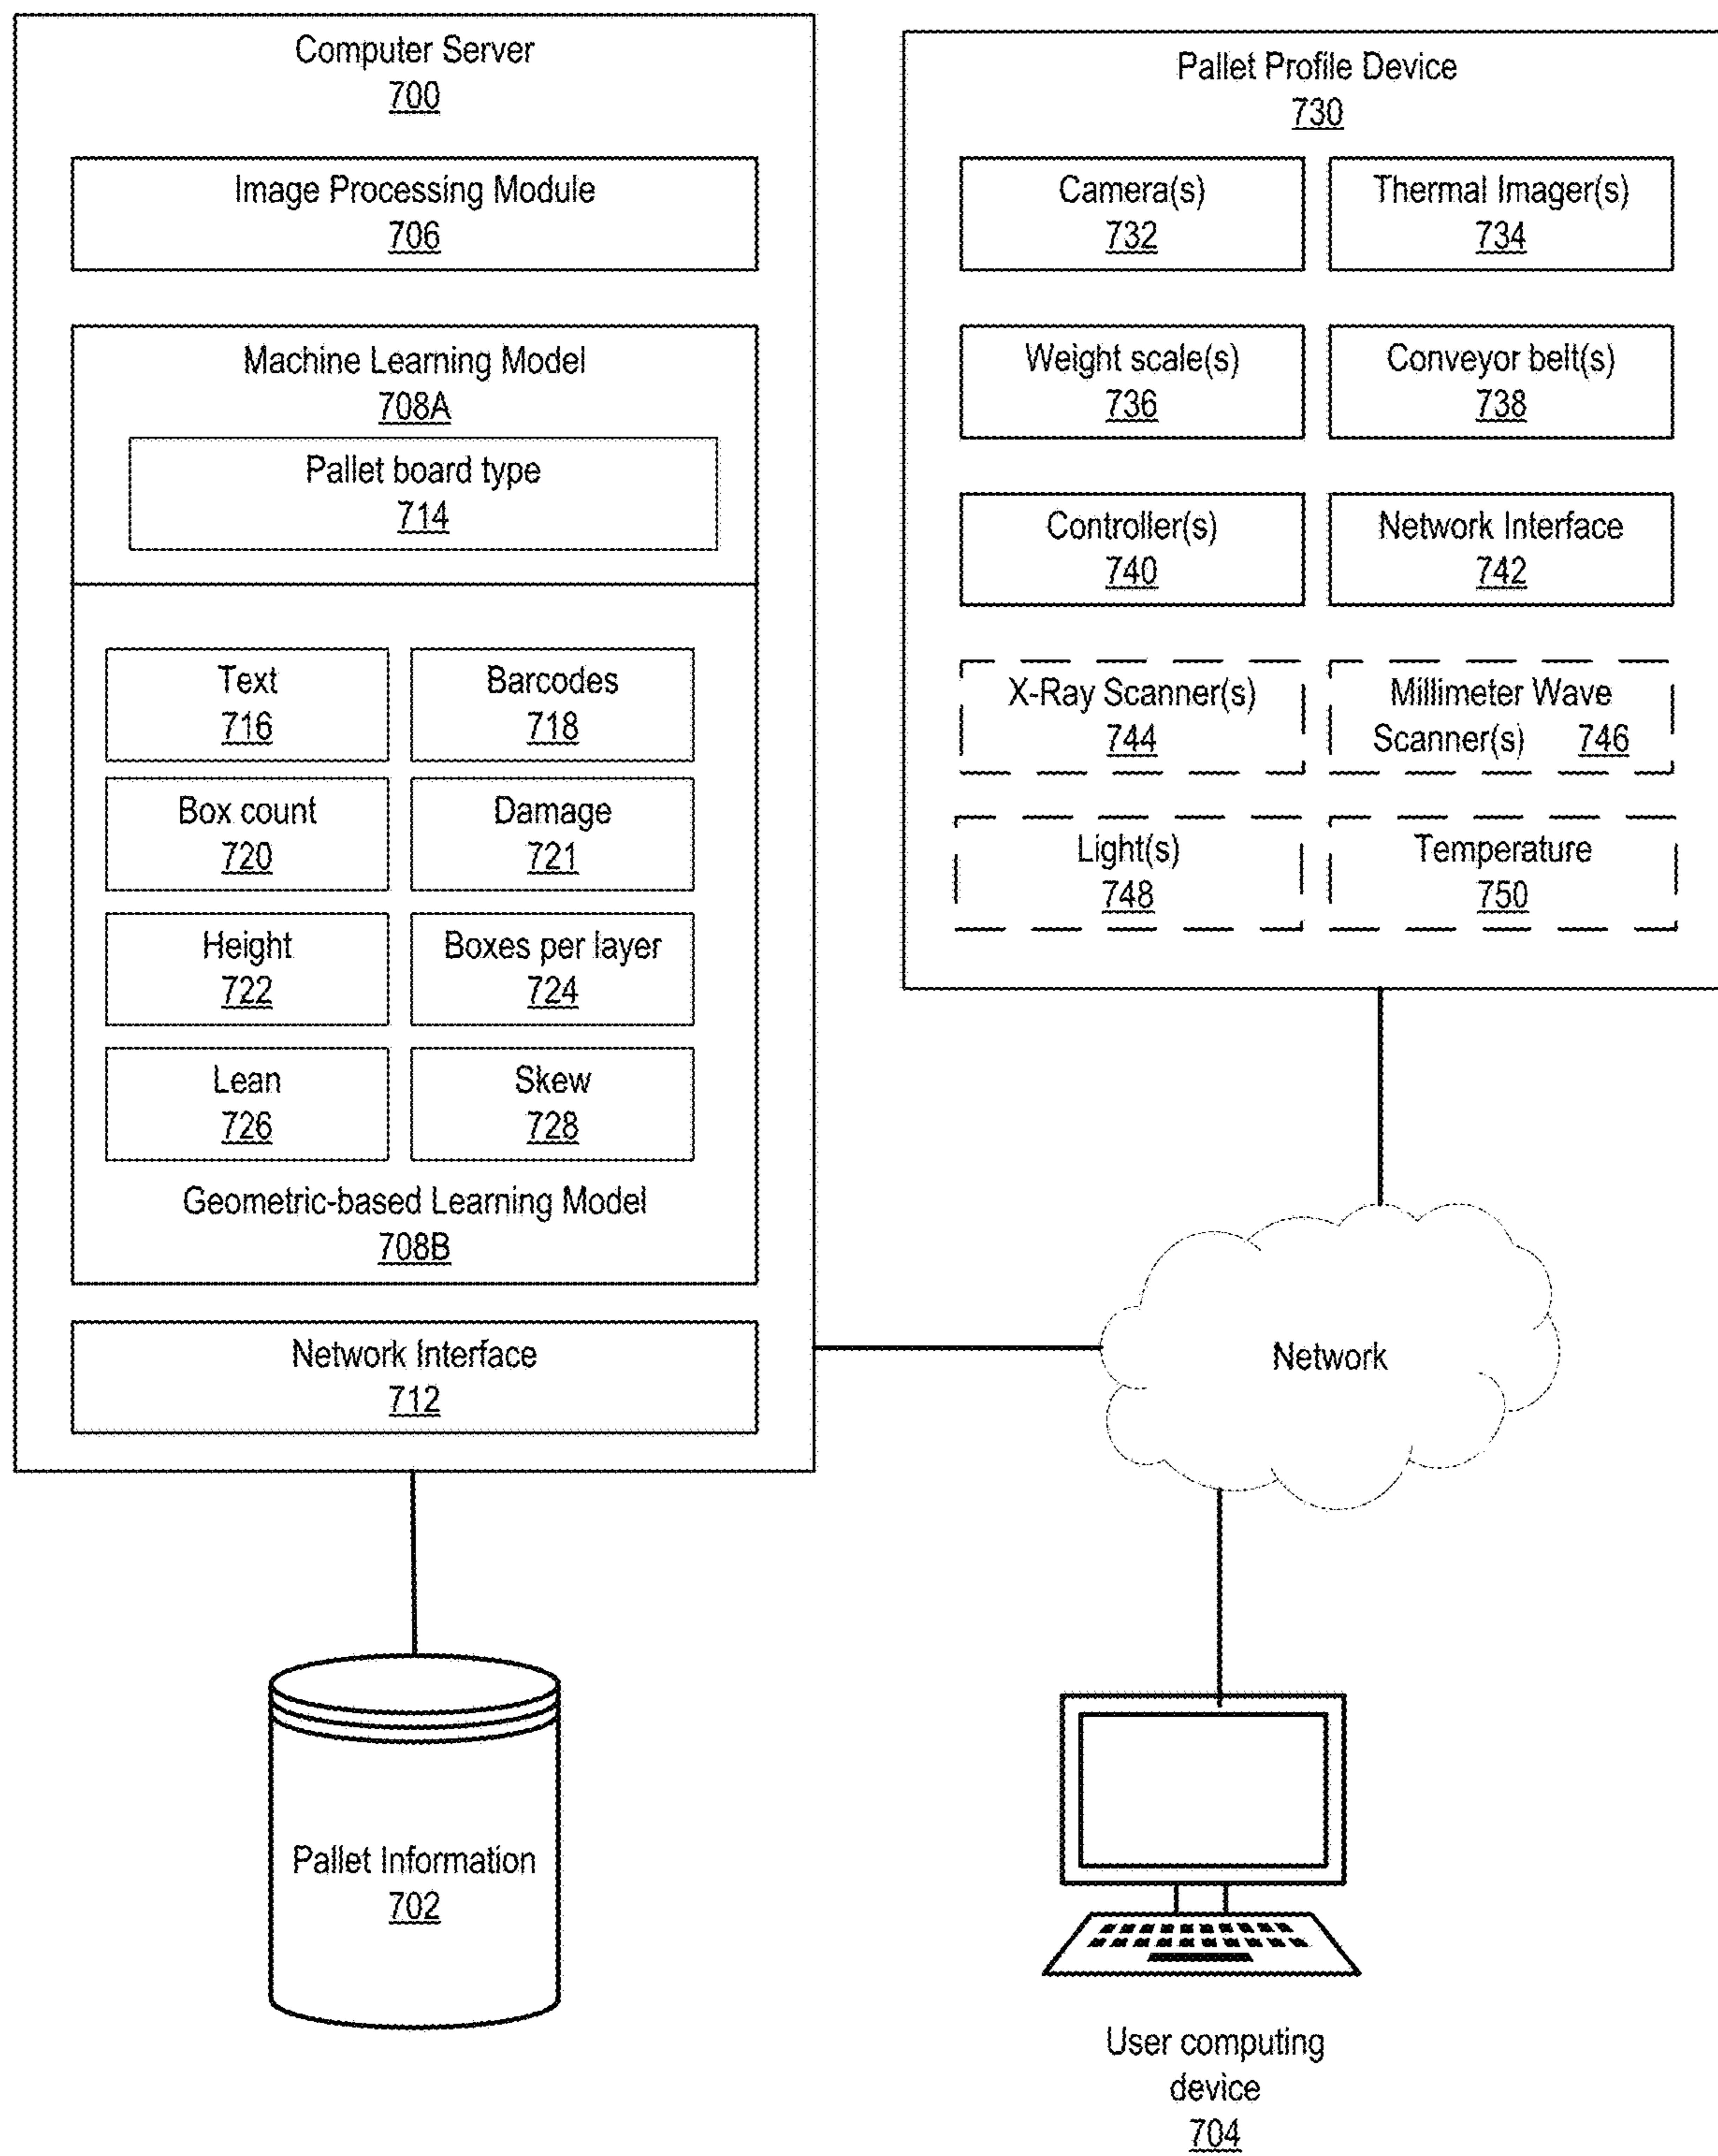 Computer Server
700
Image Processing Module
706
Machine Learning Model
708A
Pallet board type
714
Text
716
Barcodes
718
Box count
720
Damage
721
Height
722
Boxes per layer
724
Lean
726
Skew
728
Geometric-based Learning Model
708B
Network Interface
712
Pallet Information
702
Pallet Profile Device
730
Camera(s)
732
Thermal Imager(s)
734
Weight scale(s)
736
Conveyor belt(s)
738
Controller(s)
740
Network Interface
742
X-Ray Scanner(s)
744
Millimeter Wave
Scanner(s) 746
Light(s)
748
Temperature
750
Network
User computing
device
704